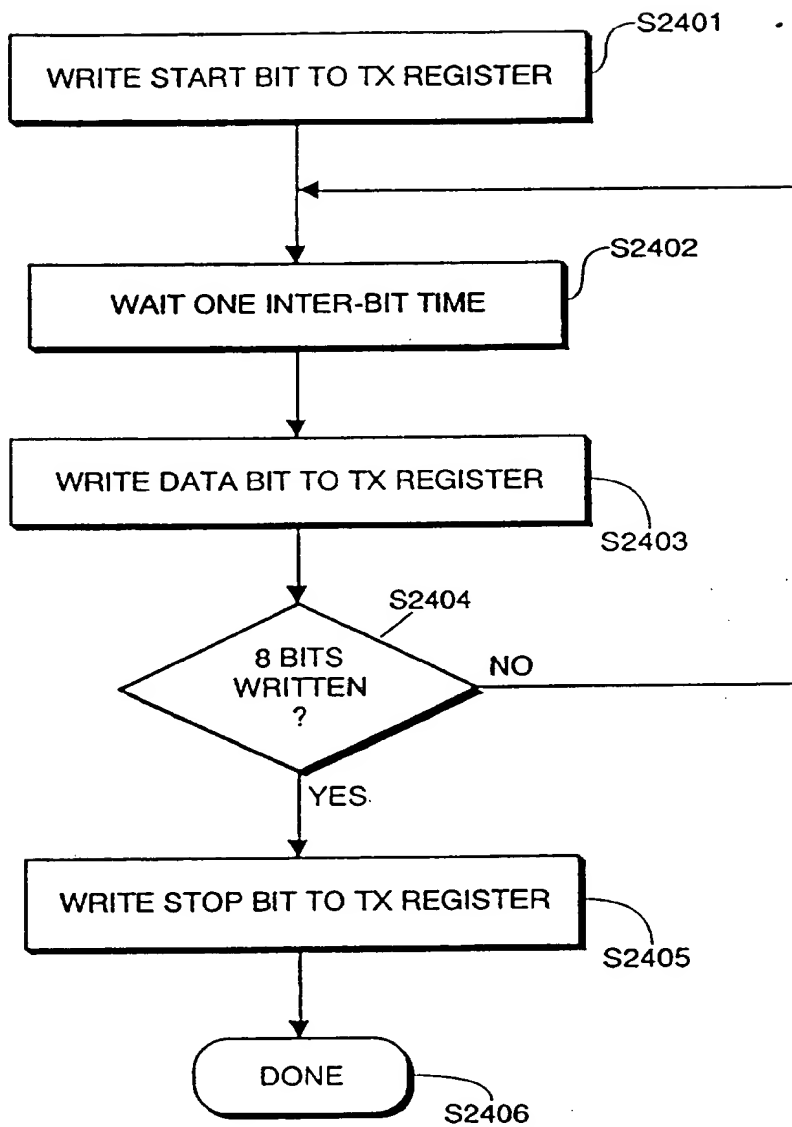 S2401
WRITE START BIT TO TX REGISTER
S2402
WAIT ONE INTER-BIT TIME
WRITE DATA BIT TO TX REGISTER
S2403
S2404
8 BITS
WRITTEN
?
NO
YES
WRITE STOP BIT TO TX REGISTER
S2405
DONE
S2406